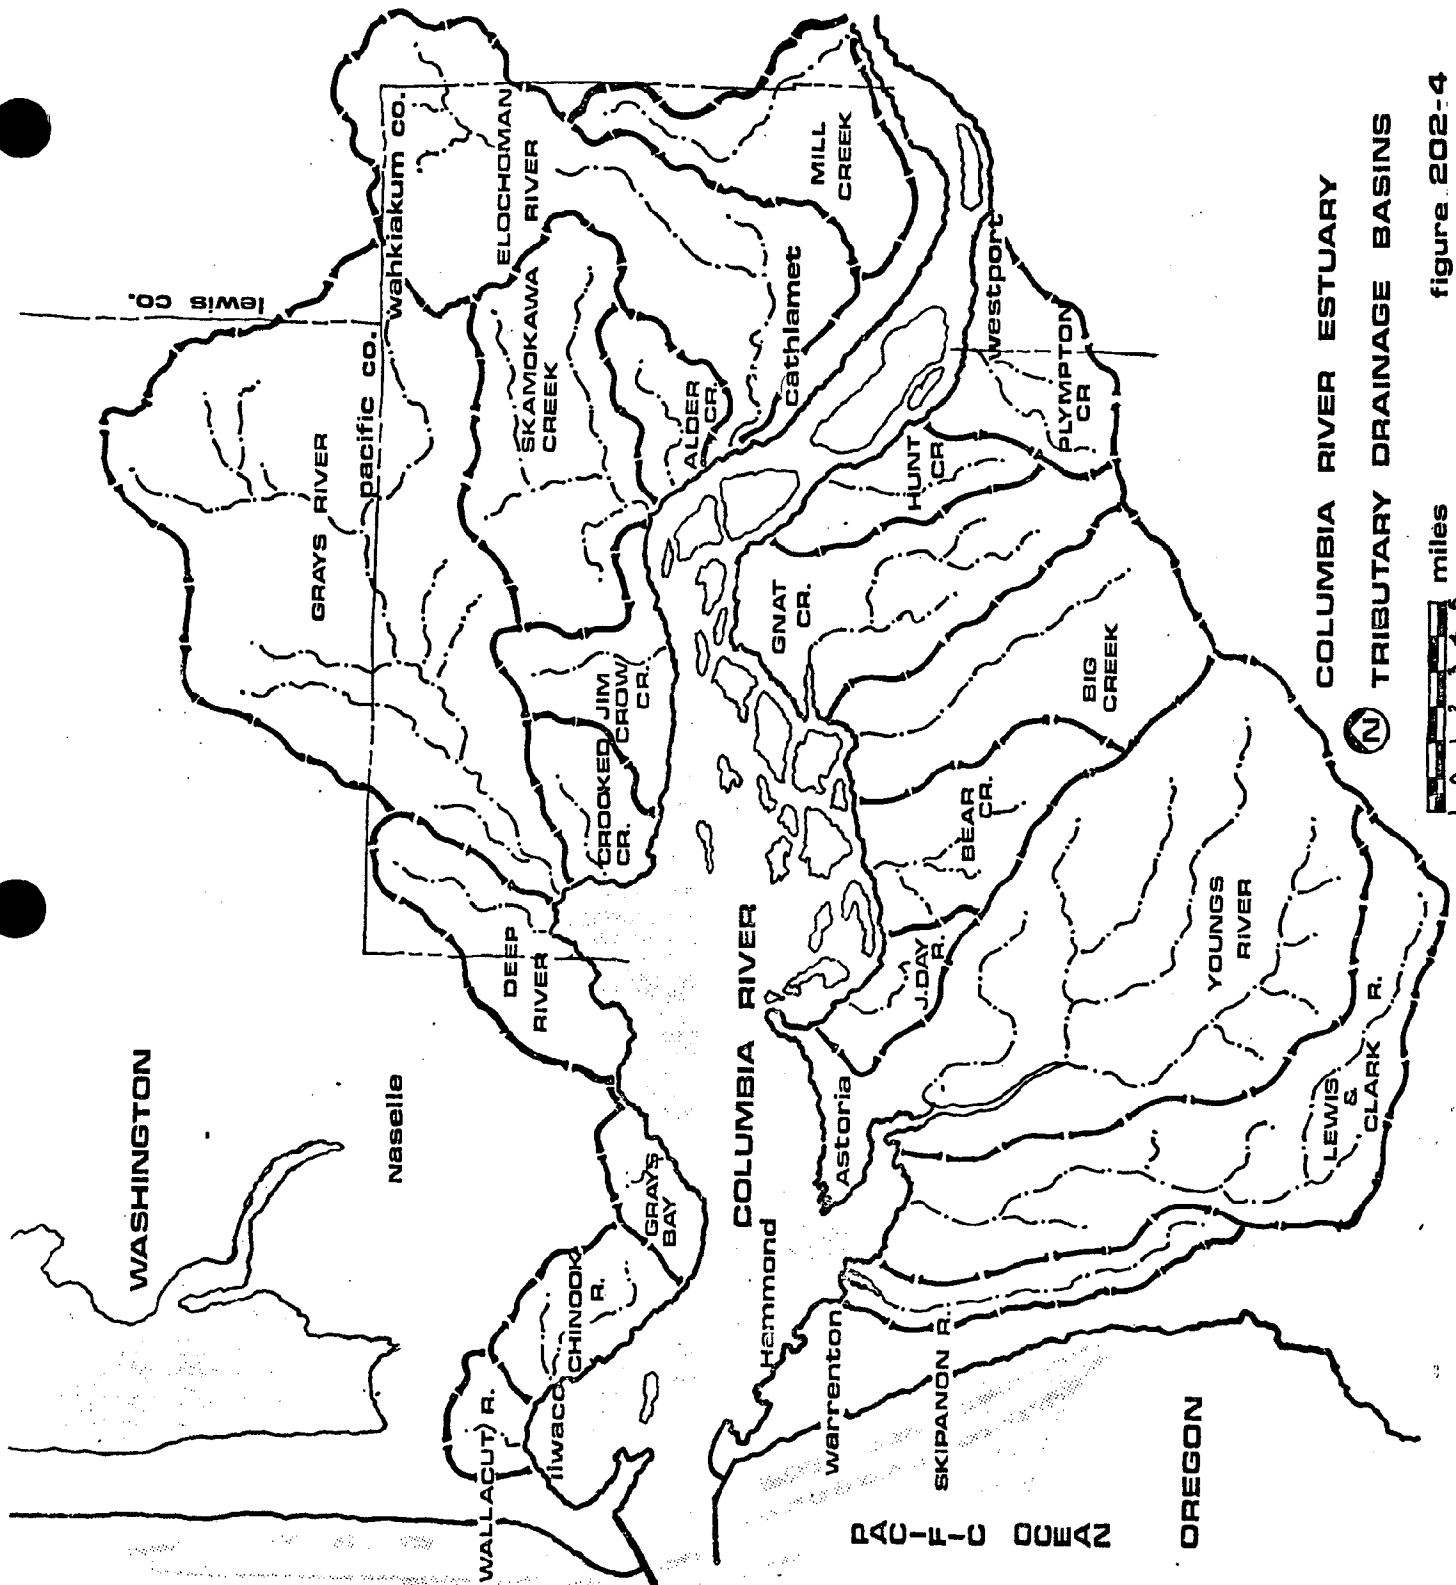 WASHINGTON
Naselle
lewis co.
pacific co.
wahkiakum co.
GRAYS RIVER
ELOCHOMAN
RIVER
SKAMOKAWA
CREEK
MILL
CREEK
ALDER
CR.
cathlamet
DEEP
RIVER
CROOKED
CR.
JIM
CROW
CR.
GRAYS
BAY
CHINOOK
R.
WALLACUT R.
ilwaco
COLUMBIA RIVER
Hammond
Astoria
Warrenton
SKIPANON R.
PACIFIC OCEAN
OREGON
westport
PLYMPTON
CR
HUNT
CR
GNAT
CR.
BIG
CREEK
BEAR
CR.
J.DAY
R.
YOUNGS
RIVER
LEWIS
&
CLARK R.
COLUMBIA RIVER ESTUARY
N
TRIBUTARY DRAINAGE BASINS
miles
figure 202-4